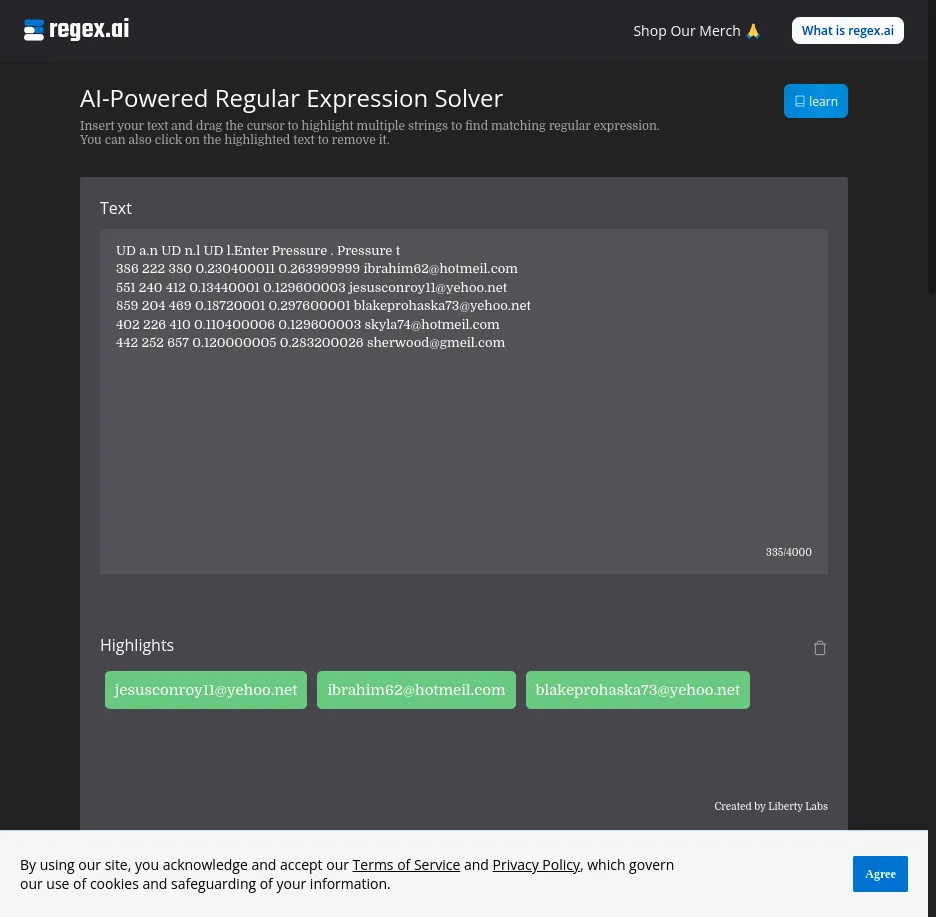 regex.ai
Shop Our Merch 🙏
What is regex.ai
AI-Powered Regular Expression Solver
learn
Insert your text and drag the cursor to highlight multiple strings to find matching regular expression.
You can also click on the highlighted text to remove it.
Text
UD a.n UD n.l UD l.Enter Pressure . Pressure t
386 222 380 0.230400011 0.263999999 ibrahim62@hotmeil.com
551 240 412 0.13440001 0.129600003 jesusconroy11@yehoo.net
859 204 469 0.18720001 0.297600001 blakeprohaska73@yehoo.net
402 226 410 0.110400006 0.129600003 skyla74@hotmeil.com
442 252 657 0.120000005 0.283200026 sherwood@gmeil.com
335/4000
Highlights
jesusconroy11@yehoo.net
ibrahim62@hotmeil.com
blakeprohaska73@yehoo.net
Created by Liberty Labs
By using our site, you acknowledge and accept our Terms of Service and Privacy Policy, which govern
our use of cookies and safeguarding of your information.
Agree